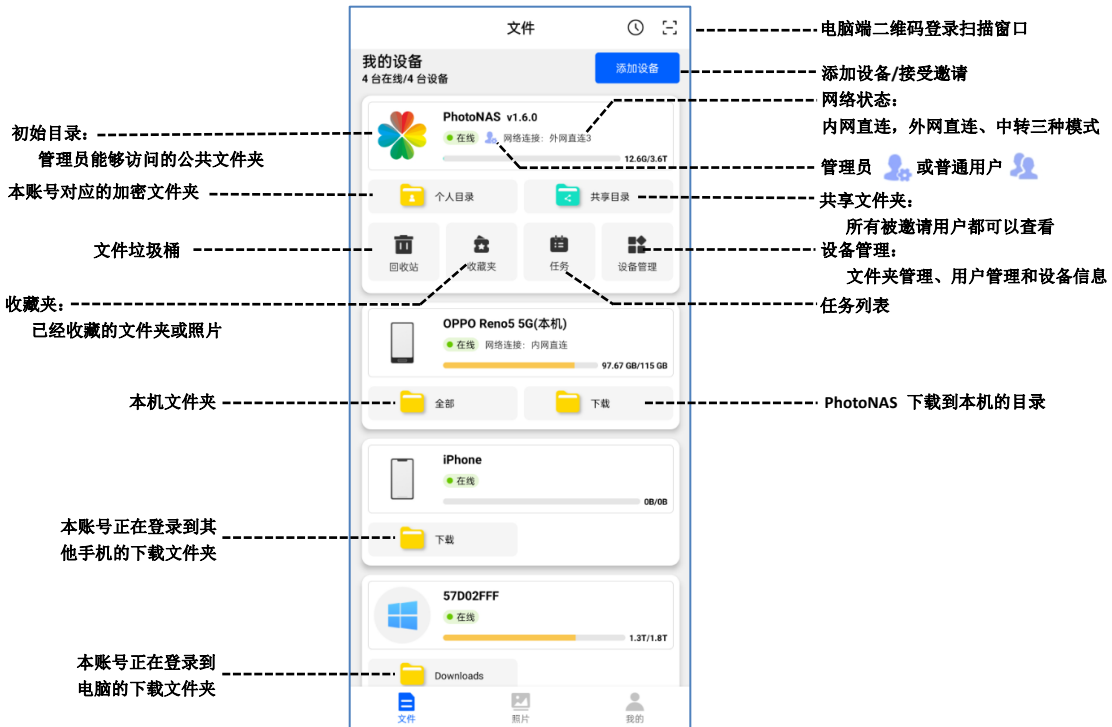 文件
电脑端二维码登录扫描窗口
我的设备
4 台在线/4 台设备
添加设备
添加设备/接受邀请
网络状态：
内网直连，外网直连、中转三种模式
PhotoNAS v1.6.0
在线 网络连接：外网直连3
12.6G/3.6T
初始目录：
管理员能够访问的公共文件夹
管理员 或普通用户
本账号对应的加密文件夹
个人目录
共享目录
共享文件夹：
所有被邀请用户都可以查看
文件垃圾桶
回收站
收藏夹
任务
设备管理
设备管理：
文件夹管理、用户管理和设备信息
收藏夹：
已经收藏的文件夹或照片
任务列表
OPPO Reno5 5G(本机)
在线 网络连接：内网直连
97.67 GB/115 GB
本机文件夹
全部
下载
PhotoNAS 下载到本机的目录
iPhone
在线
0B/0B
本账号正在登录到其
他手机的下载文件夹
下载
57D02FFF
在线
1.3T/1.8T
本账号正在登录到
电脑的下载文件夹
Downloads
文件
照片
我的